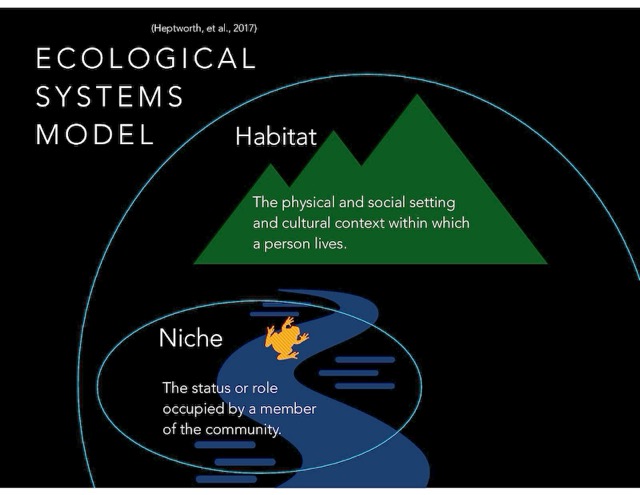 (Heptworth, et al., 2017)
ECOLOGICAL
SYSTEMS
MODEL
Habitat
The physical and social setting
and cultural context within which
a person lives.
Niche
The status or role
occupied by a member
of the community.